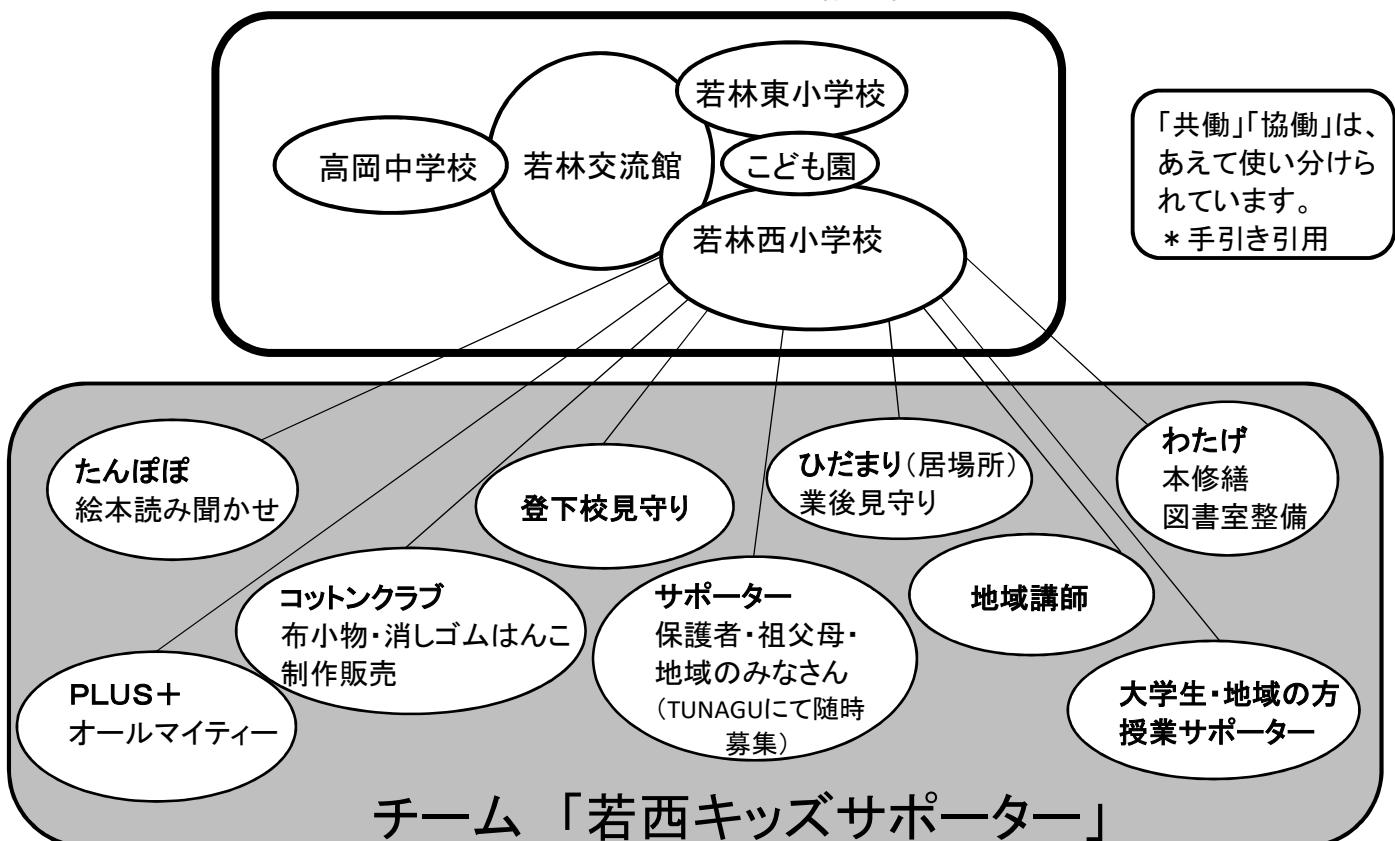 若林東小学校
高岡中学校
若林交流館
こども園
若林西小学校
「共働」「協働」は、
あえて使い分けら
れています。
*手引き引用
たんぽぽ
絵本読み聞かせ
登下校見守り
ひだまり(居場所)
業後見守り
わたげ
本修繕
図書室整備
コットンクラブ
布小物・消しゴムはんこ
制作販売
サポーター
保護者・祖父母・
地域のみなさん
(TUNAGUにて随時
募集)
地域講師
PLUS+
オールマイティー
大学生・地域の方
授業サポーター
チーム 「若西キッズサポーター」